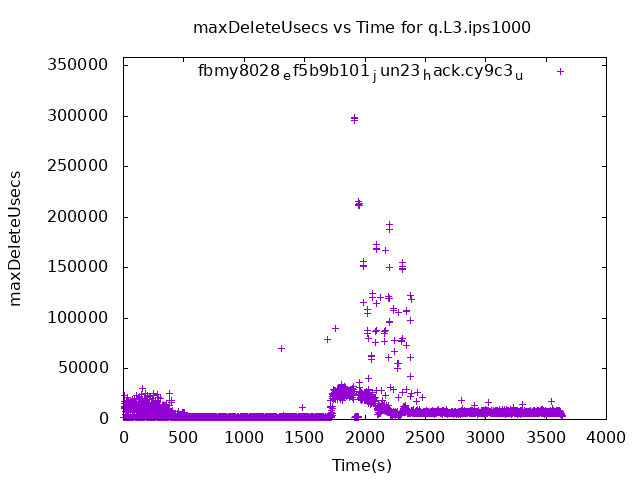 maxDeleteUsecs vs Time for q.L3.ips1000
fbmy8028ef5b9b101jun23hack.cy9c3u
350000
300000
250000
200000
150000
100000
50000
0
maxDeleteUsecs
0 500 1000 1500 2000 2500 3000 3500 4000
Time(s)